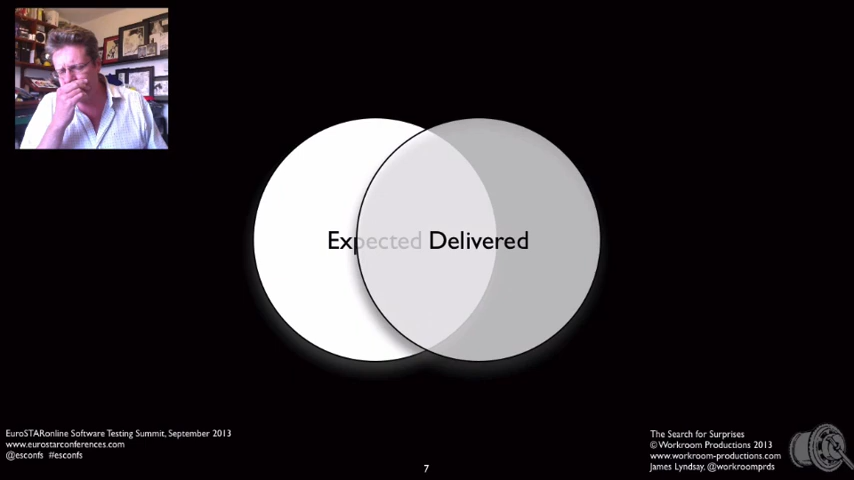 Expected Delivered
EuroSTARonline Software Testing Summit, September 2013
www.eurostarconferences.com
@esconfs #esconfs
The Search for Surprises
© Workroom Productions 2013
www.workroom-productions.com
James Lyndsay, @workroomprds
7